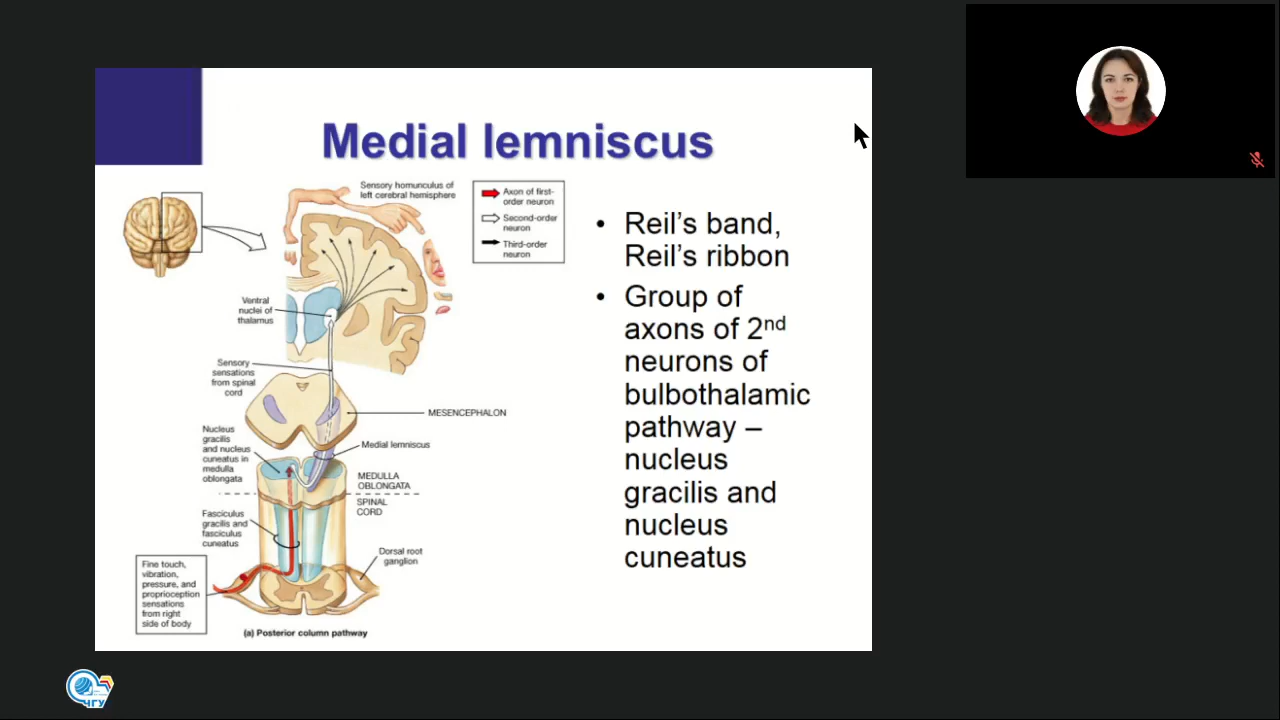 Medial lemniscus
Sensory homunculus of
left cerebral hemisphere
Axon of first-
order neuron
Second-order
neuron
Third-order
neuron
Ventral
nuclei of
thalamus
Sensory
sensations
from spinal
cord
MESENCEPHALON
Nucleus
gracilis
and nucleus
cuneatus in
medulla
oblongata
Medial lemniscus
MEDULLA
OBLONGATA
SPINAL
CORD
Fasciculus
gracilis and
fasciculus
cuneatus
Dorsal root
ganglion
Fine touch,
vibration,
pressure, and
proprioception
sensations
from right
side of body
(a) Posterior column pathway
• Reil’s band,
Reil’s ribbon
• Group of
axons of 2nd
neurons of
bulbothalamic
pathway –
nucleus
gracilis and
nucleus
cuneatus
ЧГУ